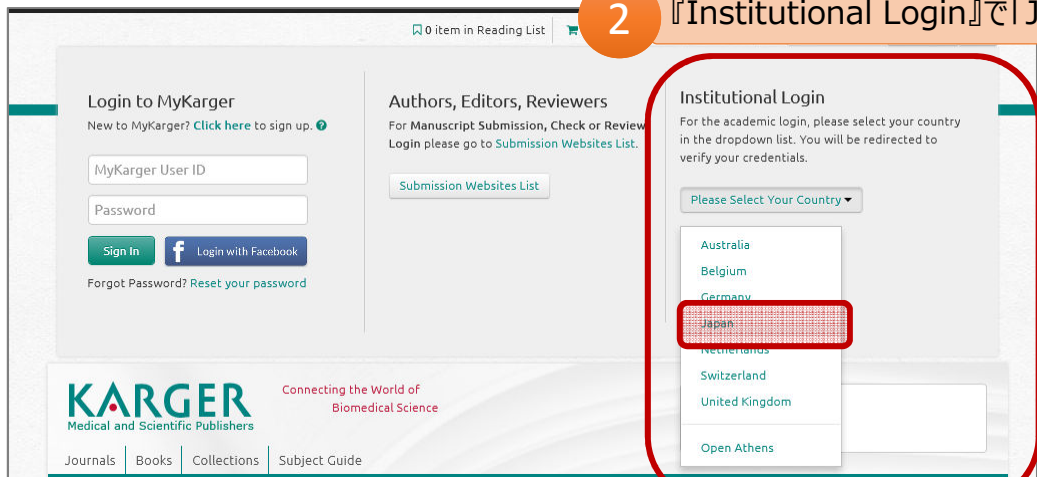 0 item in Reading List
2
『Institutional Login』で「J
Login to MyKarger
New to MyKarger? Click here to sign up. ?
MyKarger User ID
Password
Sign In
f Login with Facebook
Forgot Password? Reset your password
Authors, Editors, Reviewers
For Manuscript Submission, Check or Review
Login please go to Submission Websites List.
Submission Websites List
Institutional Login
For the academic login, please select your country
in the dropdown list. You will be redirected to
verify your credentials.
Please Select Your Country
Australia
Belgium
Germany
Japan
Netherlands
Switzerland
United Kingdom
Open Athens
KARGER
Medical and Scientific Publishers
Connecting the World of
Biomedical Science
Journals
Books
Collections
Subject Guide